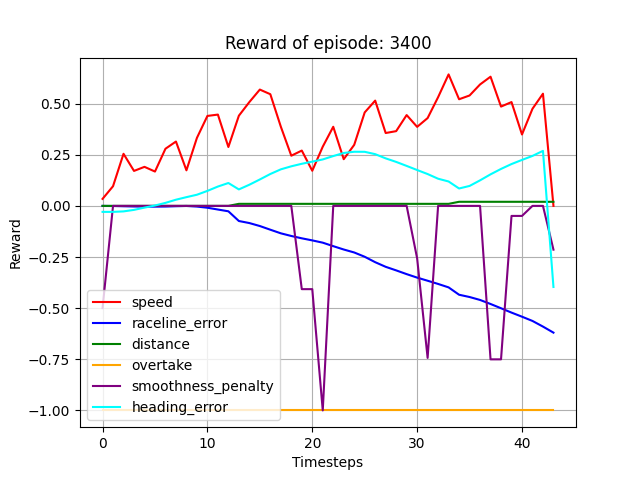 Reward of episode: 3400
Reward
0.50
0.25
0.00
−0.25
−0.50
−0.75
−1.00
speed
raceline_error
distance
overtake
smoothness_penalty
heading_error
0 10 20 30 40
Timesteps